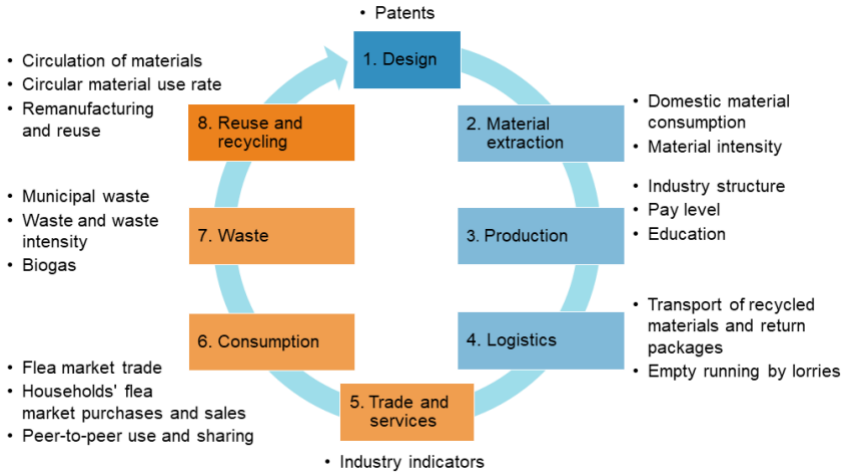 • Patents
1. Design
• Domestic material
consumption
• Material intensity
2. Material
extraction
• Industry structure
• Pay level
• Education
3. Production
• Transport of recycled
materials and return
packages
• Empty running by lorries
4. Logistics
5. Trade and
services
• Industry indicators
6. Consumption
• Flea market trade
• Households' flea
market purchases and sales
• Peer-to-peer use and sharing
7. Waste
• Municipal waste
• Waste and waste
intensity
• Biogas
8. Reuse and
recycling
• Circulation of materials
• Circular material use rate
• Remanufacturing
and reuse